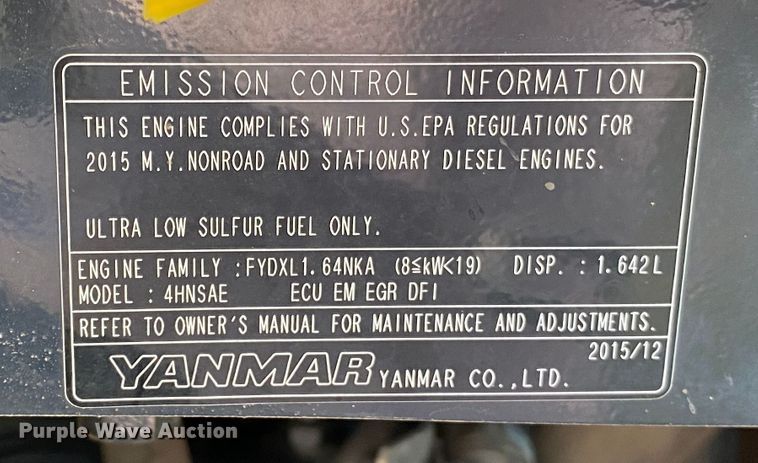 EMISSION CONTROL INFORMATION
THIS ENGINE COMPLIES WITH U.S.EPA REGULATIONS FOR
2015 M.Y.NONROAD AND STATIONARY DIESEL ENGINES.
ULTRA LOW SULFUR FUEL ONLY.
ENGINE FAMILY :FYDXL1.64NKA (8≦kW<19) DISP. : 1.642L
MODEL : 4HNSAE ECU EM EGR DFI
REFER TO OWNER'S MANUAL FOR MAINTENANCE AND ADJUSTMENTS.
2015/12
YANMAR YANMAR CO.,LTD.
Purple Wave Auction